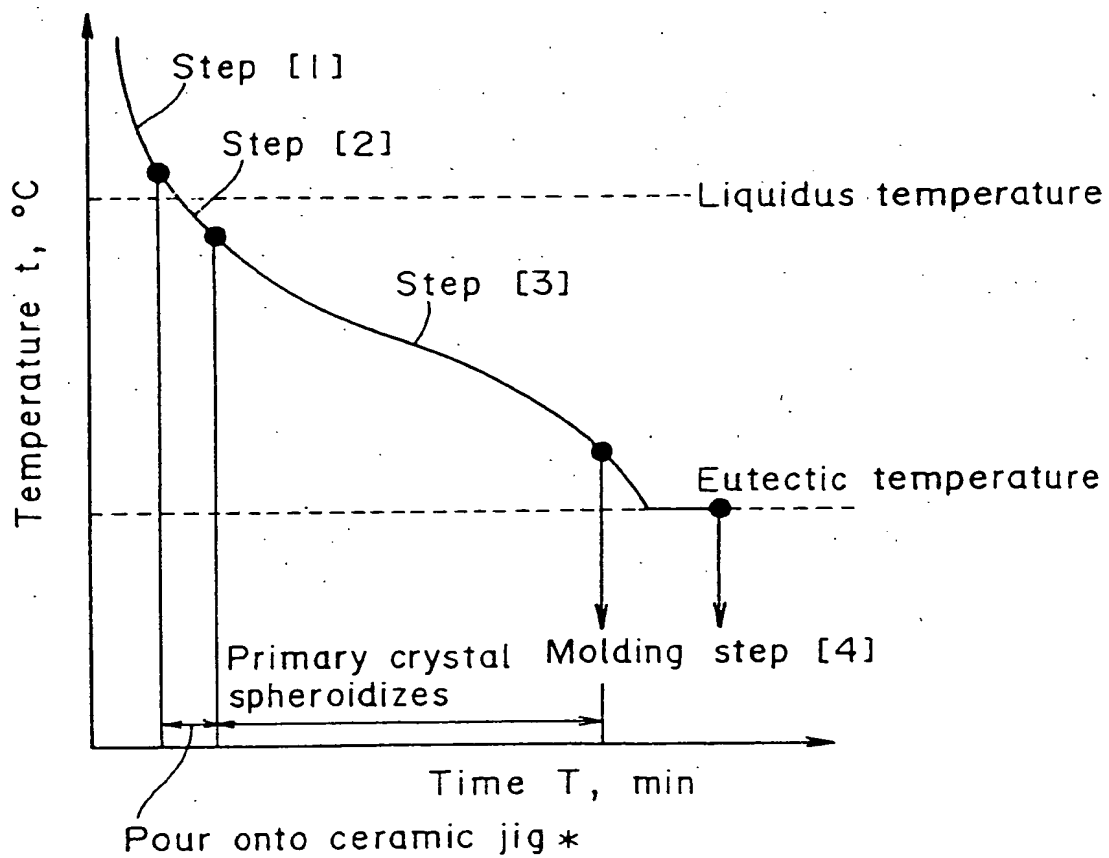 Step [1]
Step [2]
Liquidus temperature
Step [3]
Temperature t, °C
Eutectic temperature
Primary crystal
spheroidizes
Molding step [4]
Time T, min
Pour onto ceramic jig *